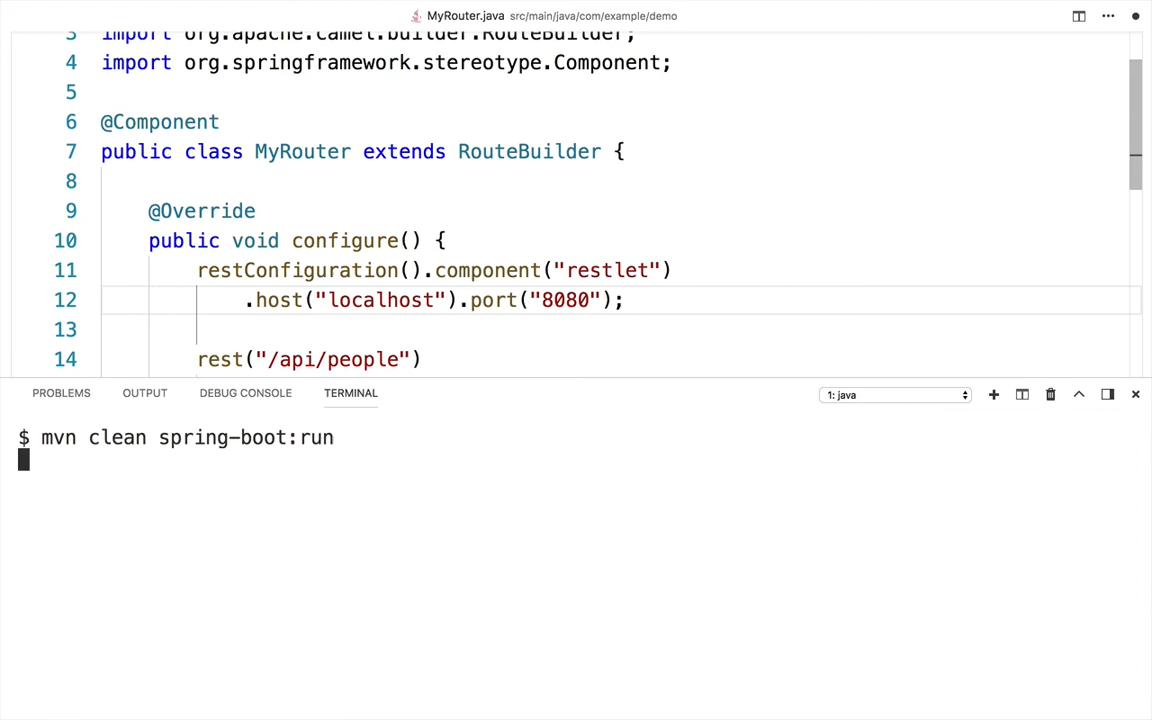 MyRouter.java src/main/java/com/example/demo
3 import org.apache.camel.builder.RouteBuilder;
4 import org.springframework.stereotype.Component;
5
6 @Component
7 public class MyRouter extends RouteBuilder {
8
9 @Override
10 public void configure() {
11 restConfiguration().component("restlet")
12 .host("localhost").port("8080");
13
14 rest("/api/people")
PROBLEMS OUTPUT DEBUG CONSOLE TERMINAL 1: java
$ mvn clean spring-boot:run